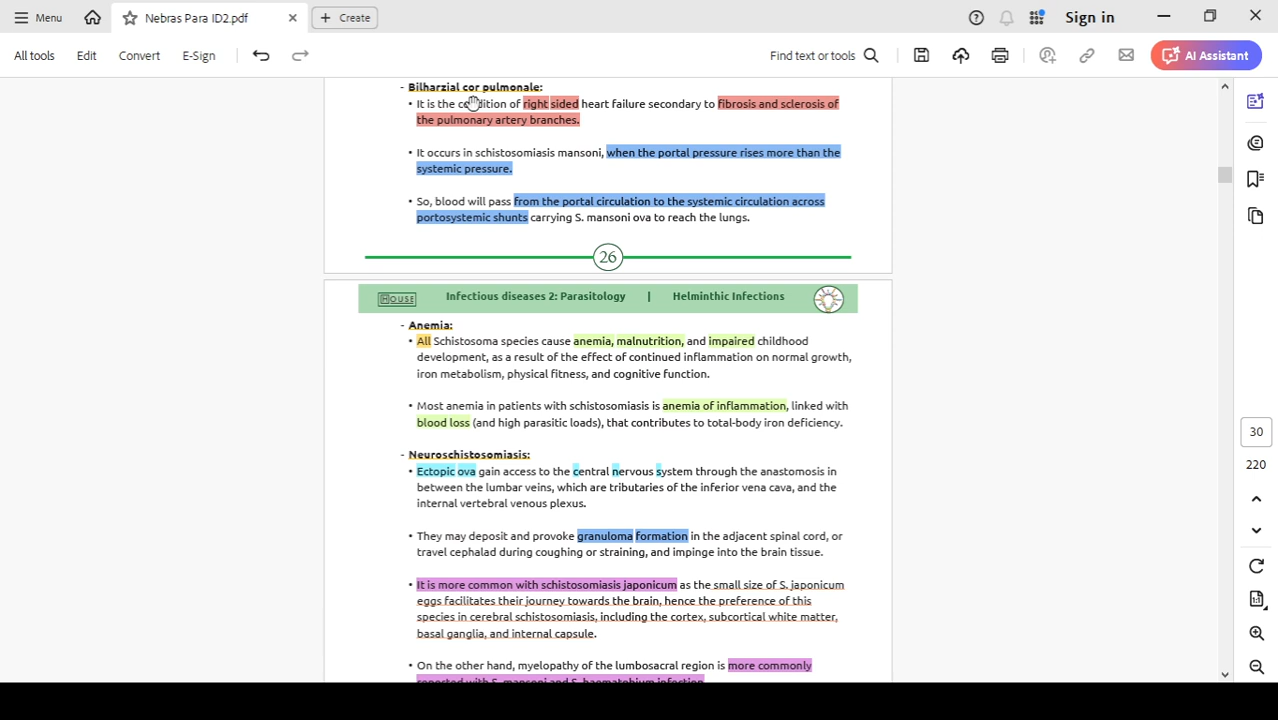 Menu
Nebras Para ID2.pdf
Create
Sign in
All tools Edit Convert E-Sign
Find text or tools
AI Assistant
- Bilharzial cor pulmonale:
• It is the condition of right sided heart failure secondary to fibrosis and sclerosis of
the pulmonary artery branches.
• It occurs in schistosomiasis mansoni, when the portal pressure rises more than the
systemic pressure.
• So, blood will pass from the portal circulation to the systemic circulation across
portosystemic shunts carrying S. mansoni ova to reach the lungs.
26
HOUSE Infectious diseases 2: Parasitology | Helminthic Infections
- Anemia:
• All Schistosoma species cause anemia, malnutrition, and impaired childhood
development, as a result of the effect of continued inflammation on normal growth,
iron metabolism, physical fitness, and cognitive function.
• Most anemia in patients with schistosomiasis is anemia of inflammation, linked with
blood loss (and high parasitic loads), that contributes to total-body iron deficiency.
- Neuroschistosomiasis:
• Ectopic ova gain access to the central nervous system through the anastomosis in
between the lumbar veins, which are tributaries of the inferior vena cava, and the
internal vertebral venous plexus.
• They may deposit and provoke granuloma formation in the adjacent spinal cord, or
travel cephalad during coughing or straining, and impinge into the brain tissue.
• It is more common with schistosomiasis japonicum as the small size of S. japonicum
eggs facilitates their journey towards the brain, hence the preference of this
species in cerebral schistosomiasis, including the cortex, subcortical white matter,
basal ganglia, and internal capsule.
• On the other hand, myelopathy of the lumbosacral region is more commonly
reported with S. mansoni and S. haematobium infection.
30
220
1:1